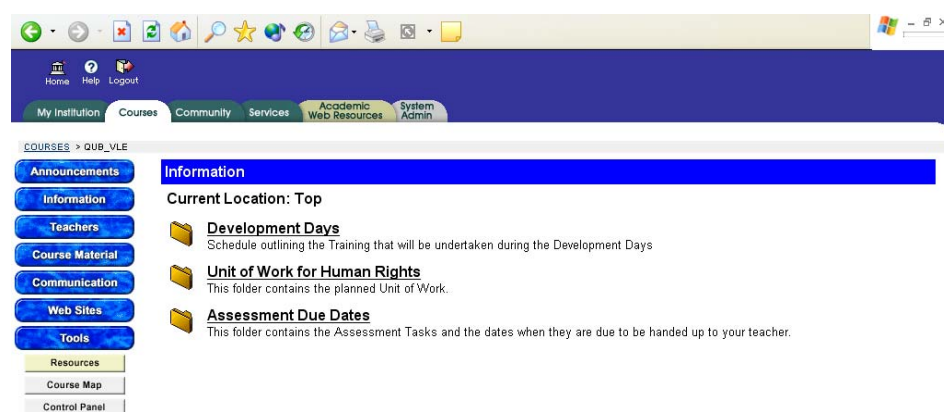 Home Help Logout
My Institution Courses Community Services Academic Web Resources System Admin
COURSES > QUB_VLE
Announcements
Information
Teachers
Course Material
Communication
Web Sites
Tools
Resources
Course Map
Control Panel
Information
Current Location: Top
Development Days
Schedule outlining the Training that will be undertaken during the Development Days
Unit of Work for Human Rights
This folder contains the planned Unit of Work.
Assessment Due Dates
This folder contains the Assessment Tasks and the dates when they are due to be handed up to your teacher.